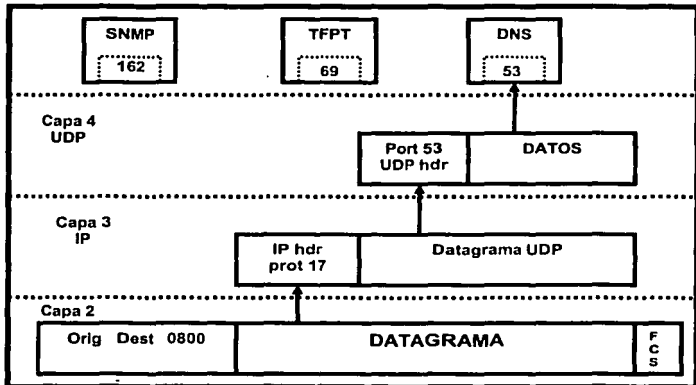 SNMP
162
TFPT
69
DNS
53
Capa 4
UDP
Port 53
UDP hdr
DATOS
Capa 3
IP
IP hdr
prot 17
Datagrama UDP
Capa 2
Orig Dest 0800
DATAGRAMA
F
C
S